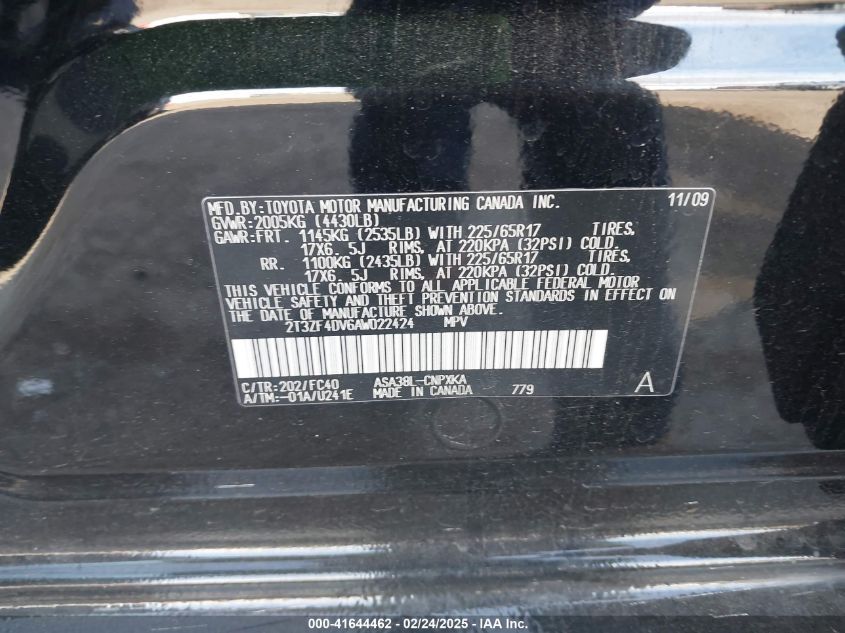 MFD.BY:TOYOTA MOTOR MANUFACTURING CANADA INC. 11/09
GVWR:2005KG (4430LB)
GAWR:FRT. 1145KG (2535LB) WITH 225/65R17 TIRES,
17X6. 5J RIMS, AT 220KPA (32PSI) COLD.
RR. 1100KG (2435LB) WITH 225/65R17 TIRES,
17X6. 5J RIMS, AT 220KPA (32PSI) COLD.
THIS VEHICLE CONFORMS TO ALL APPLICABLE FEDERAL MOTOR
VEHICLE SAFETY AND THEFT PREVENTION STANDARDS IN EFFECT ON
THE DATE OF MANUFACTURE SHOWN ABOVE.
2T3ZF4DV6AW022424 MPV
C/TR:202/FC40 ASA38L-CNPXKA
A/TM:-01A/U241E MADE IN CANADA 779 A
000-41644462 - 02/24/2025 - IAA Inc.